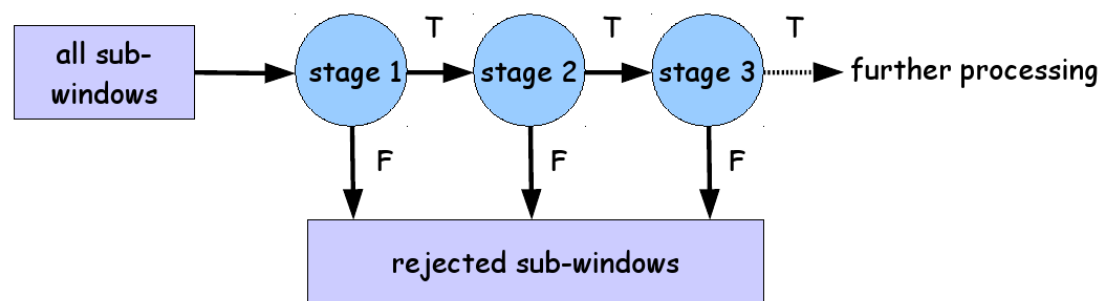 T
T
T
all sub-
windows
stage 1
stage 2
stage 3
further processing
F
F
F
rejected sub-windows